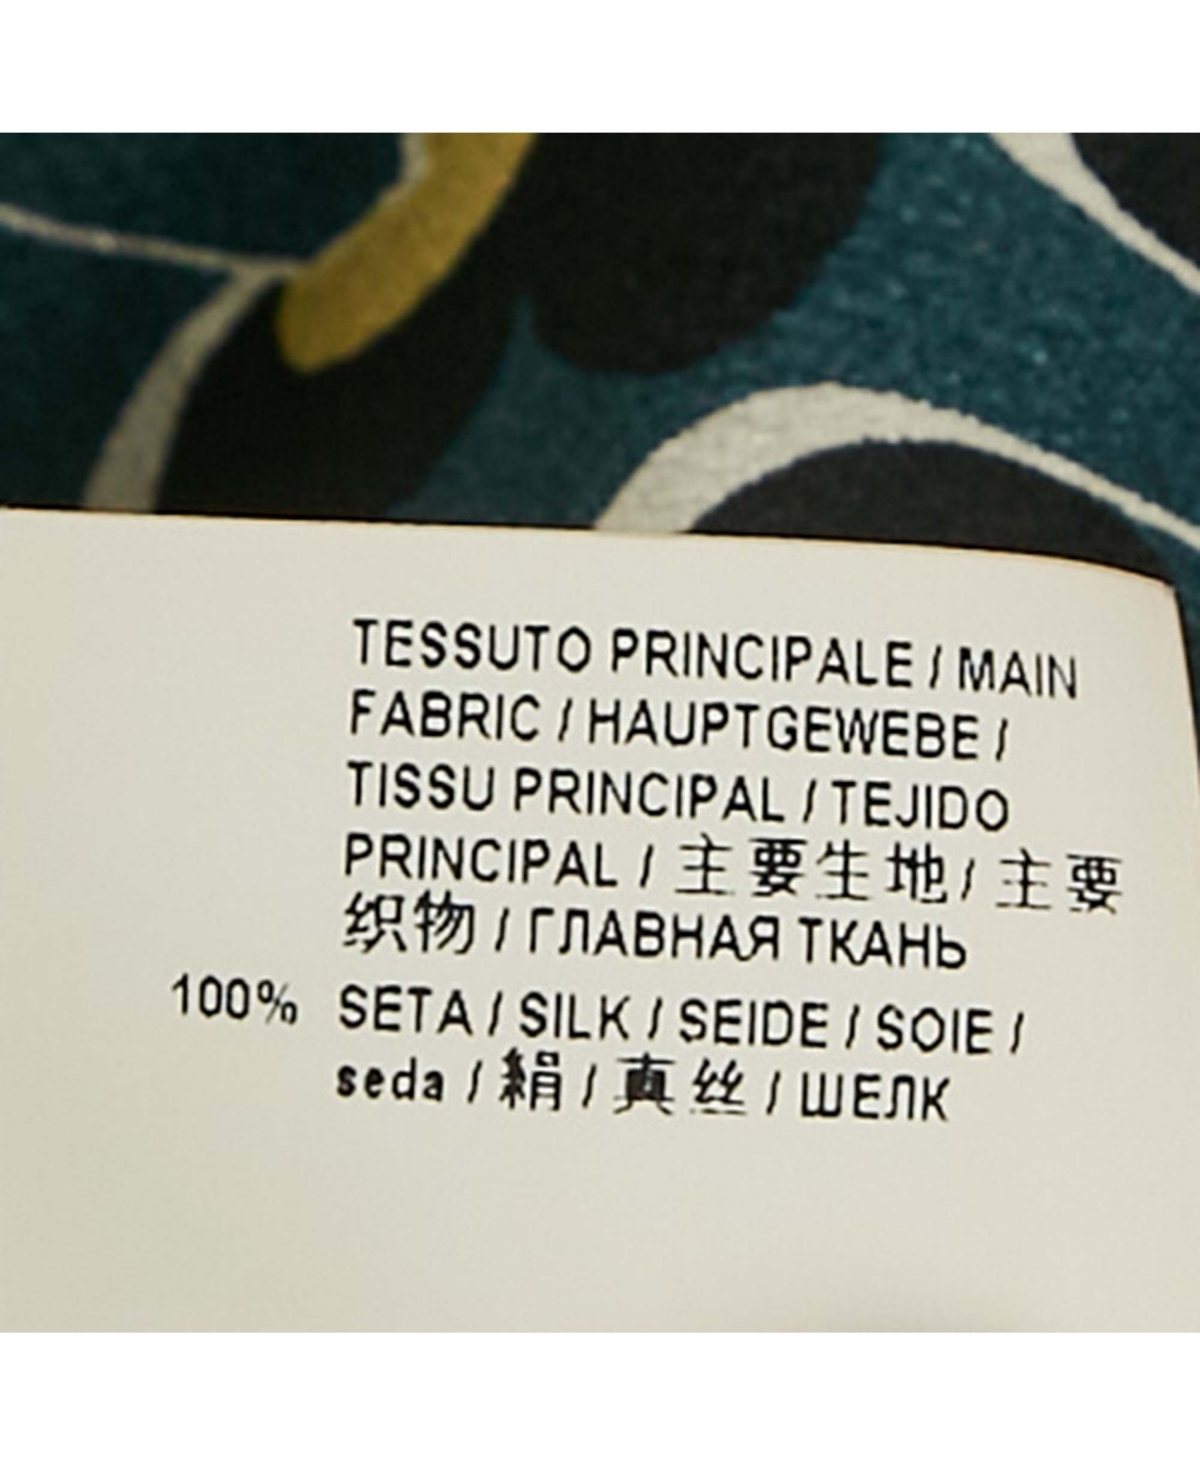 TESSUTO PRINCIPALE / MAIN
FABRIC / HAUPTGEWEBE /
TISSU PRINCIPAL / TEJIDO
PRINCIPAL / 主要生地 / 主要
织物 / ГЛАВНАЯ ТКАНЬ
100% SETA / SILK / SEIDE / SOIE /
seda / 絹 / 真丝 / ШЕЛК